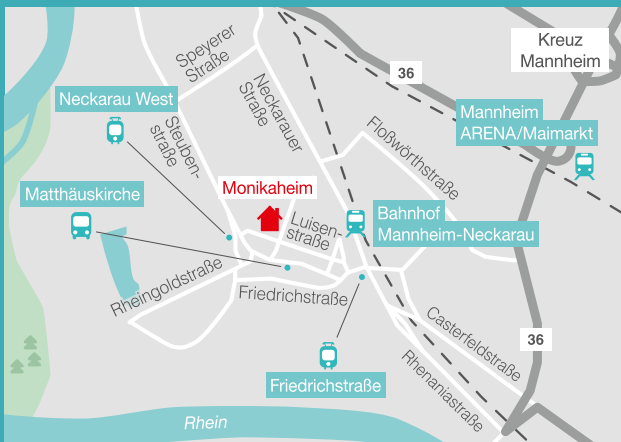 Kreuz
Mannheim
36
Speyerer
Straße
Neckarauer
Straße
Neckarau West
Steuben-
straße
Mannheim
ARENA/Maimarkt
Floßwörthstraße
Matthäuskirche
Monikaheim
Luisen-
straße
Bahnhof
Mannheim-Neckarau
Rheingoldstraße
Friedrichstraße
Casterfeldstraße
36
Rhenaniastraße
Friedrichstraße
Rhein